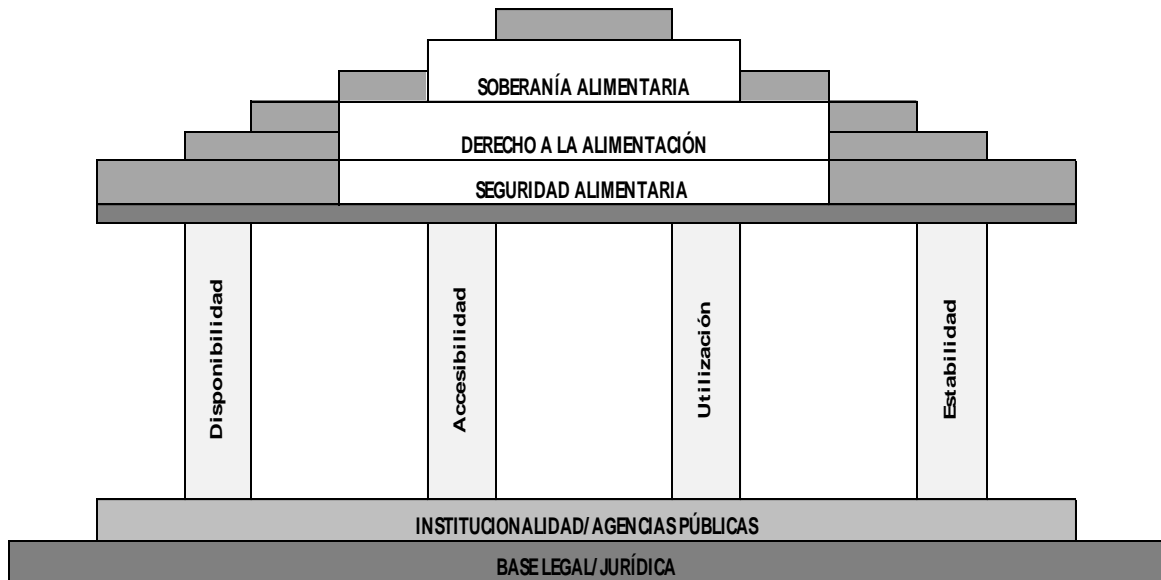 SOBERANÍA ALIMENTARIA
DERECHO A LA ALIMENTACIÓN
SEGURIDAD ALIMENTARIA
Disponibilidad
Accesibilidad
Utilización
Estabilidad
INSTITUCIONALIDAD/ AGENCIAS PÚBLICAS
BASE LEGAL/ JURÍDICA